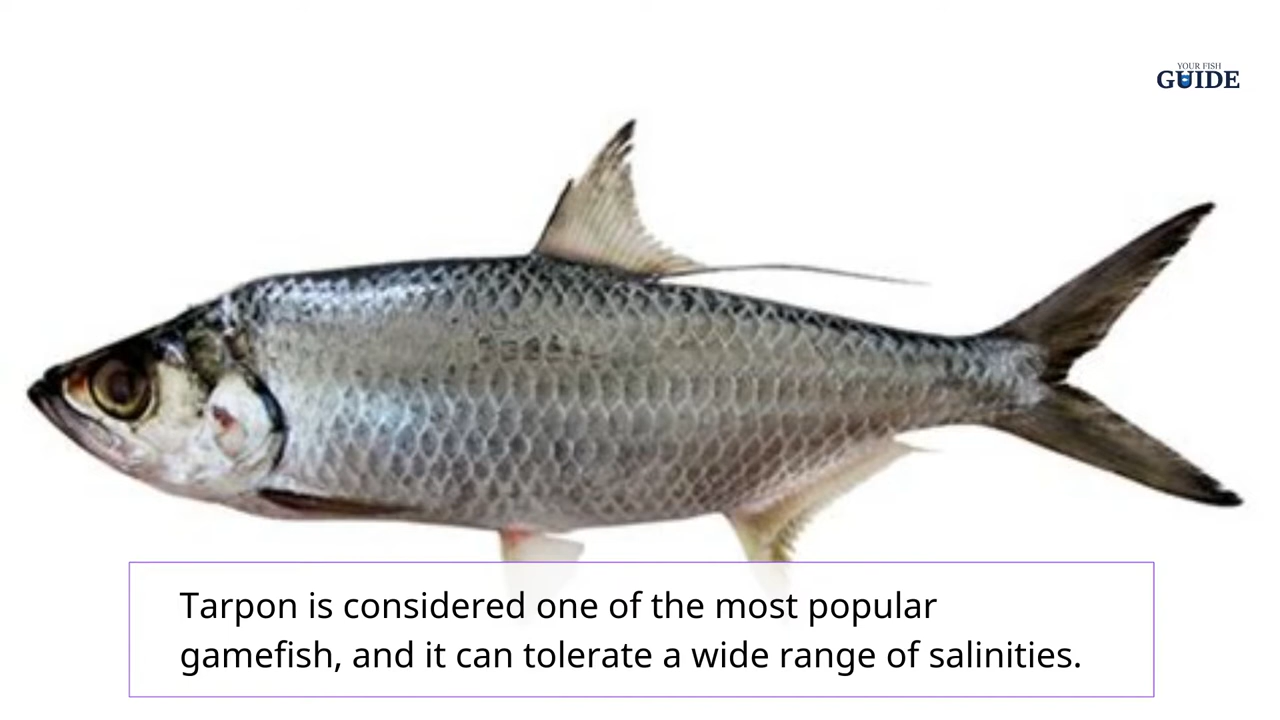 YOUR FISH
GUIDE
Tarpon is considered one of the most popular
gamefish, and it can tolerate a wide range of salinities.